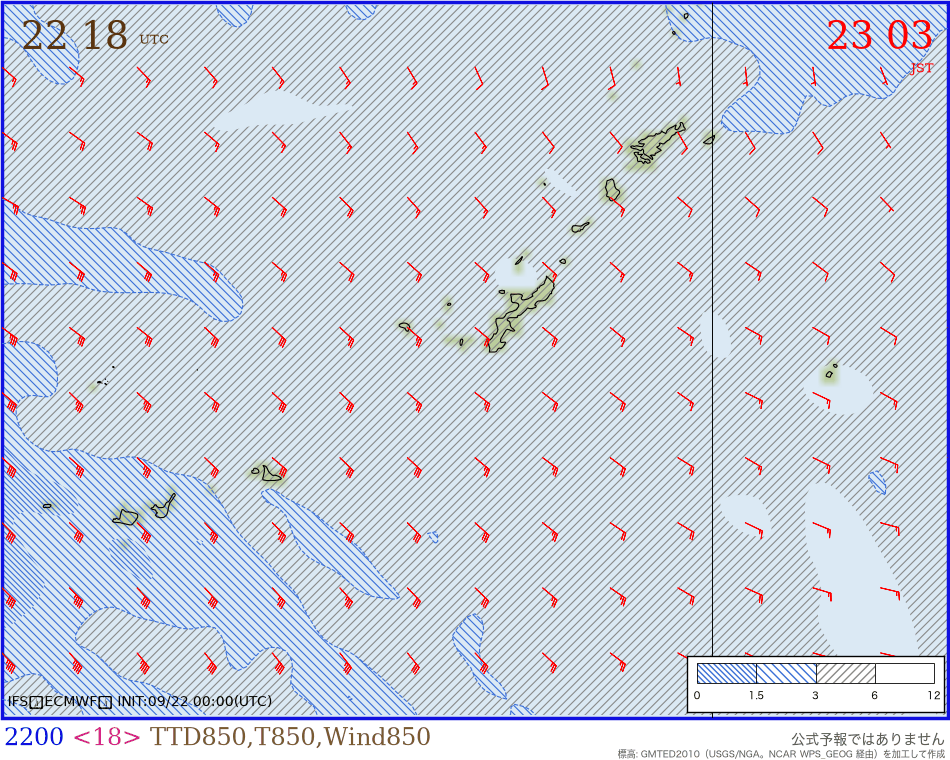 22 18 UTC
23 03
JST
0 1.5 3 6 12
IFS□ECMWF□ INIT:09/22 00:00(UTC)
2200 <18> TTD850,T850,Wind850
公式予報ではありません
標高: GMTED2010（USGS/NGA。NCAR WPS_GEOG 経由）を加工して作成